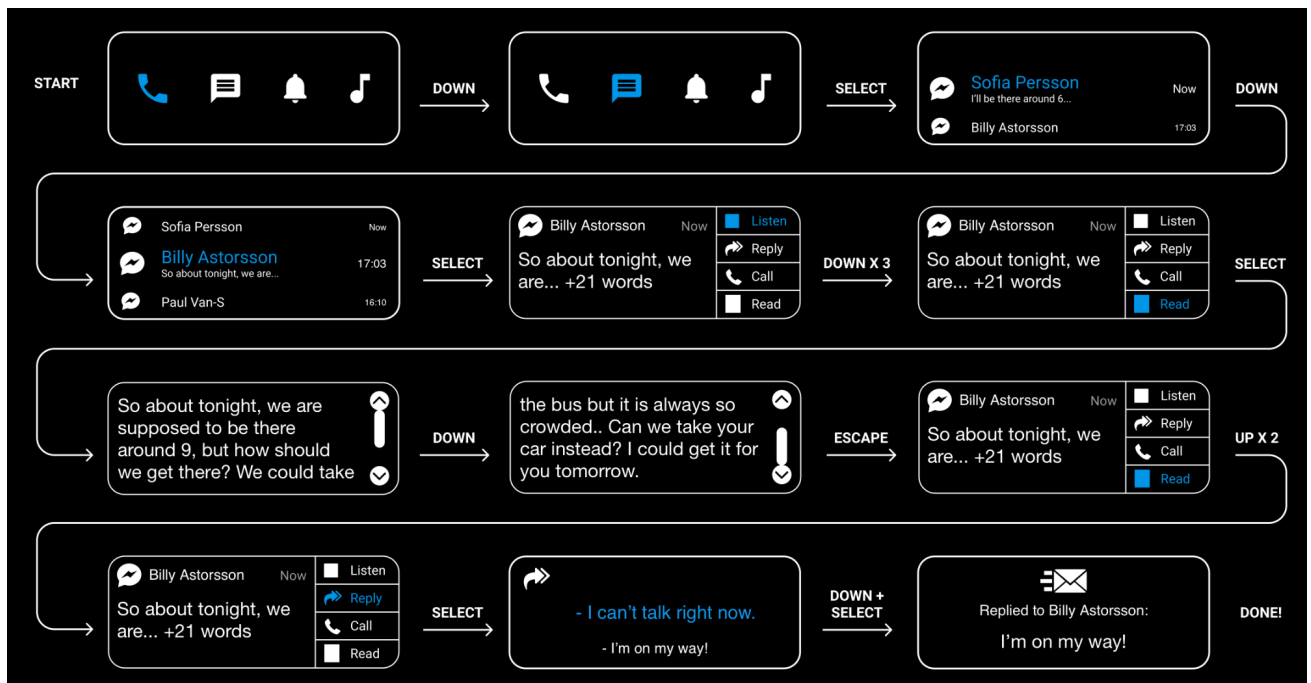 START
DOWN
SELECT
Sofia Persson
I'll be there around 6...
Now
Billy Astorsson
17:03
DOWN
Sofia Persson
Now
Billy Astorsson
So about tonight, we are...
17:03
Paul Van-S
16:10
SELECT
Billy Astorsson Now
So about tonight, we
are... +21 words
Listen
Reply
Call
Read
DOWN X 3
Billy Astorsson Now
So about tonight, we
are... +21 words
Listen
Reply
Call
Read
SELECT
So about tonight, we are
supposed to be there
around 9, but how should
we get there? We could take
DOWN
the bus but it is always so
crowded.. Can we take your
car instead? I could get it for
you tomorrow.
ESCAPE
Billy Astorsson Now
So about tonight, we
are... +21 words
Listen
Reply
Call
Read
UP X 2
Billy Astorsson Now
So about tonight, we
are... +21 words
Listen
Reply
Call
Read
SELECT
- I can't talk right now.
- I'm on my way!
DOWN +
SELECT
Replied to Billy Astorsson:
I'm on my way!
DONE!